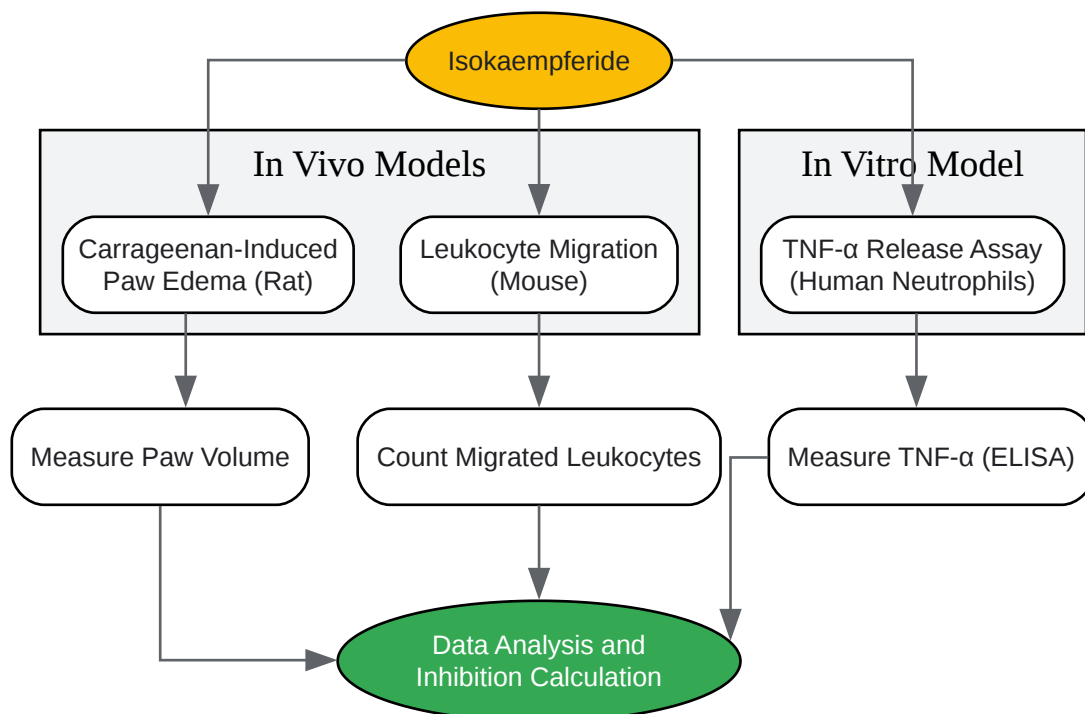 Isokaempferide
In Vivo Models
In Vitro Model
Carrageenan-Induced
Paw Edema (Rat)
Leukocyte Migration
(Mouse)
TNF-α Release Assay
(Human Neutrophils)
Measure Paw Volume
Count Migrated Leukocytes
Measure TNF-α (ELISA)
Data Analysis and
Inhibition Calculation